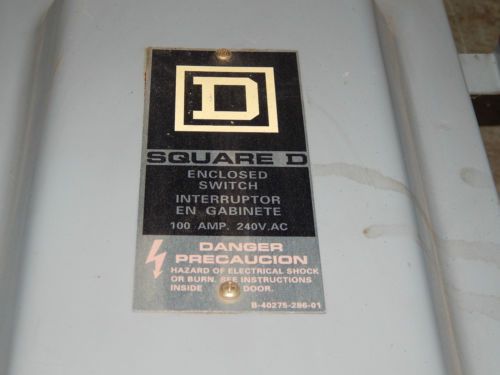 D
SQUARE D
ENCLOSED
SWITCH
INTERRUPTOR
EN GABINETE
100 AMP. 240V.AC
DANGER
PRECAUCION
HAZARD OF ELECTRICAL SHOCK
OR BURN. SEE INSTRUCTIONS
INSIDE DOOR.
B-40275-286-01